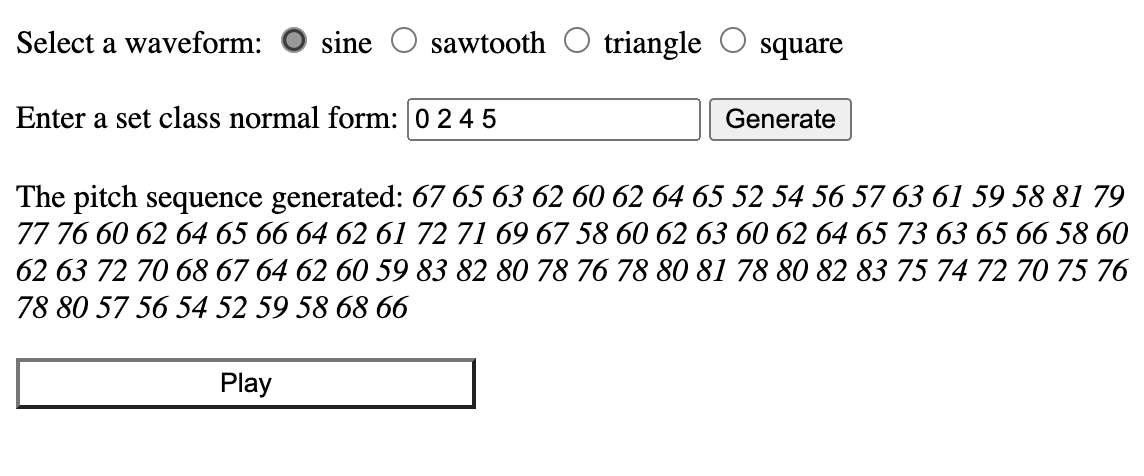 Select a waveform: sine sawtooth triangle square
Enter a set class normal form: 0 2 4 5 Generate
The pitch sequence generated: 67 65 63 62 60 62 64 65 52 54 56 57 63 61 59 58 81 79
77 76 60 62 64 65 66 64 62 61 72 71 69 67 58 60 62 63 60 62 64 65 73 63 65 66 58 60
62 63 72 70 68 67 64 62 60 59 83 82 80 78 76 78 80 81 78 80 82 83 75 74 72 70 75 76
78 80 57 56 54 52 59 58 68 66
Play